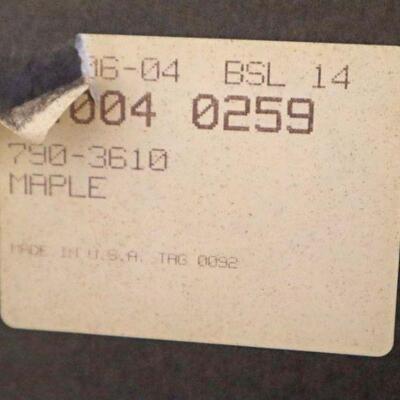 06-04 BSL 14
004 0259
790-3610
MAPLE
MADE IN U.S.A. TAG 0092